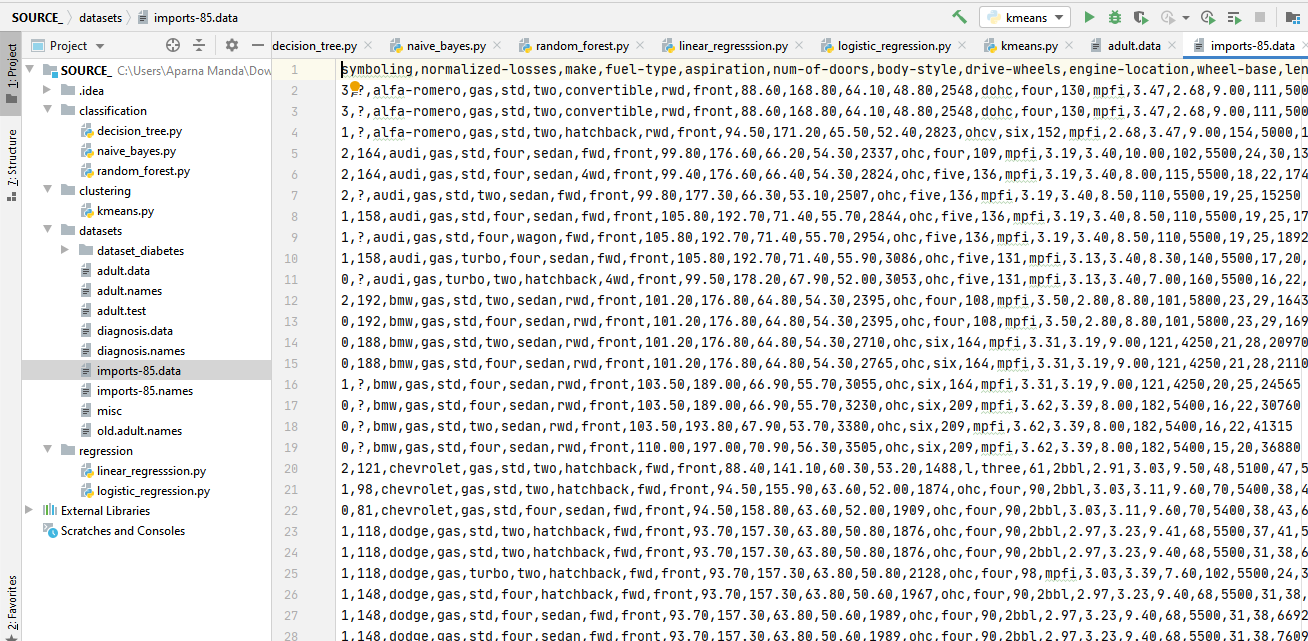 SOURCE_ datasets imports-85.data kmeans
1: Project
7: Structure
2: Favorites
Project
SOURCE_ C:\Users\Aparna Manda\Dow
.idea
classification
decision_tree.py
naive_bayes.py
random_forest.py
clustering
kmeans.py
datasets
dataset_diabetes
adult.data
adult.names
adult.test
diagnosis.data
diagnosis.names
imports-85.data
imports-85.names
misc
old.adult.names
regression
linear_regresssion.py
logistic_regression.py
External Libraries
Scratches and Consoles
decision_tree.py naive_bayes.py random_forest.py linear_regresssion.py logistic_regression.py kmeans.py adult.data imports-85.data
1 symboling,normalized-losses,make,fuel-type,aspiration,num-of-doors,body-style,drive-wheels,engine-location,wheel-base,len
2 3,?,alfa-romero,gas,std,two,convertible,rwd,front,88.60,168.80,64.10,48.80,2548,dohc,four,130,mpfi,3.47,2.68,9.00,111,500
3 3,?,alfa-romero,gas,std,two,convertible,rwd,front,88.60,168.80,64.10,48.80,2548,dohc,four,130,mpfi,3.47,2.68,9.00,111,500
4 1,?,alfa-romero,gas,std,two,hatchback,rwd,front,94.50,171.20,65.50,52.40,2823,ohcv,six,152,mpfi,2.68,3.47,9.00,154,5000,1
5 2,164,audi,gas,std,four,sedan,fwd,front,99.80,176.60,66.20,54.30,2337,ohc,four,109,mpfi,3.19,3.40,10.00,102,5500,24,30,13
6 2,164,audi,gas,std,four,sedan,4wd,front,99.40,176.60,66.40,54.30,2824,ohc,five,136,mpfi,3.19,3.40,8.00,115,5500,18,22,174
7 2,?,audi,gas,std,two,sedan,fwd,front,99.80,177.30,66.30,53.10,2507,ohc,five,136,mpfi,3.19,3.40,8.50,110,5500,19,25,15250
8 1,158,audi,gas,std,four,sedan,fwd,front,105.80,192.70,71.40,55.70,2844,ohc,five,136,mpfi,3.19,3.40,8.50,110,5500,19,25,17
9 1,?,audi,gas,std,four,wagon,fwd,front,105.80,192.70,71.40,55.70,2954,ohc,five,136,mpfi,3.19,3.40,8.50,110,5500,19,25,1892
10 1,158,audi,gas,turbo,four,sedan,fwd,front,105.80,192.70,71.40,55.90,3086,ohc,five,131,mpfi,3.13,3.40,8.30,140,5500,17,20,
11 0,?,audi,gas,turbo,two,hatchback,4wd,front,99.50,178.20,67.90,52.00,3053,ohc,five,131,mpfi,3.13,3.40,7.00,160,5500,16,22,
12 2,192,bmw,gas,std,two,sedan,rwd,front,101.20,176.80,64.80,54.30,2395,ohc,four,108,mpfi,3.50,2.80,8.80,101,5800,23,29,1643
13 0,192,bmw,gas,std,four,sedan,rwd,front,101.20,176.80,64.80,54.30,2395,ohc,four,108,mpfi,3.50,2.80,8.80,101,5800,23,29,169
14 0,188,bmw,gas,std,two,sedan,rwd,front,101.20,176.80,64.80,54.30,2710,ohc,six,164,mpfi,3.31,3.19,9.00,121,4250,21,28,20970
15 0,188,bmw,gas,std,four,sedan,rwd,front,101.20,176.80,64.80,54.30,2765,ohc,six,164,mpfi,3.31,3.19,9.00,121,4250,21,28,2110
16 1,?,bmw,gas,std,four,sedan,rwd,front,103.50,189.00,66.90,55.70,3055,ohc,six,164,mpfi,3.31,3.19,9.00,121,4250,20,25,24565
17 0,?,bmw,gas,std,four,sedan,rwd,front,103.50,189.00,66.90,55.70,3230,ohc,six,209,mpfi,3.62,3.39,8.00,182,5400,16,22,30760
18 0,?,bmw,gas,std,two,sedan,rwd,front,103.50,193.80,67.90,53.70,3380,ohc,six,209,mpfi,3.62,3.39,8.00,182,5400,16,22,41315
19 0,?,bmw,gas,std,four,sedan,rwd,front,110.00,197.00,70.90,56.30,3505,ohc,six,209,mpfi,3.62,3.39,8.00,182,5400,15,20,36880
20 2,121,chevrolet,gas,std,two,hatchback,fwd,front,88.40,141.10,60.30,53.20,1488,l,three,61,2bbl,2.91,3.03,9.50,48,5100,47,5
21 1,98,chevrolet,gas,std,two,hatchback,fwd,front,94.50,155.90,63.60,52.00,1874,ohc,four,90,2bbl,3.03,3.11,9.60,70,5400,38,4
22 0,81,chevrolet,gas,std,four,sedan,fwd,front,94.50,158.80,63.60,52.00,1909,ohc,four,90,2bbl,3.03,3.11,9.60,70,5400,38,43,6
23 1,118,dodge,gas,std,two,hatchback,fwd,front,93.70,157.30,63.80,50.80,1876,ohc,four,90,2bbl,2.97,3.23,9.41,68,5500,37,41,5
24 1,118,dodge,gas,std,two,hatchback,fwd,front,93.70,157.30,63.80,50.80,1876,ohc,four,90,2bbl,2.97,3.23,9.40,68,5500,31,38,6
25 1,118,dodge,gas,turbo,two,hatchback,fwd,front,93.70,157.30,63.80,50.80,2128,ohc,four,98,mpfi,3.03,3.39,7.60,102,5500,24,3
26 1,148,dodge,gas,std,four,hatchback,fwd,front,93.70,157.30,63.80,50.60,1967,ohc,four,90,2bbl,2.97,3.23,9.40,68,5500,31,38,
27 1,148,dodge,gas,std,four,sedan,fwd,front,93.70,157.30,63.80,50.60,1989,ohc,four,90,2bbl,2.97,3.23,9.40,68,5500,31,38,6692
28 1,148,dodge,gas,std,four,sedan,fwd,front,93.70,157.30,63.80,50.60,1989,ohc,four,90,2bbl,2.97,3.23,9.40,68,5500,31,38,760